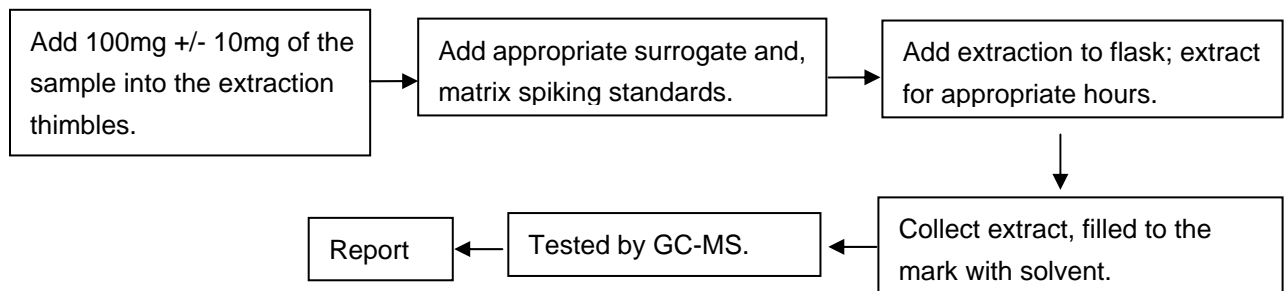 Add 100mg +/- 10mg of the
sample into the extraction
thimbles.
Add appropriate surrogate and,
matrix spiking standards.
Add extraction to flask; extract
for appropriate hours.
Collect extract, filled to the
mark with solvent.
Tested by GC-MS.
Report